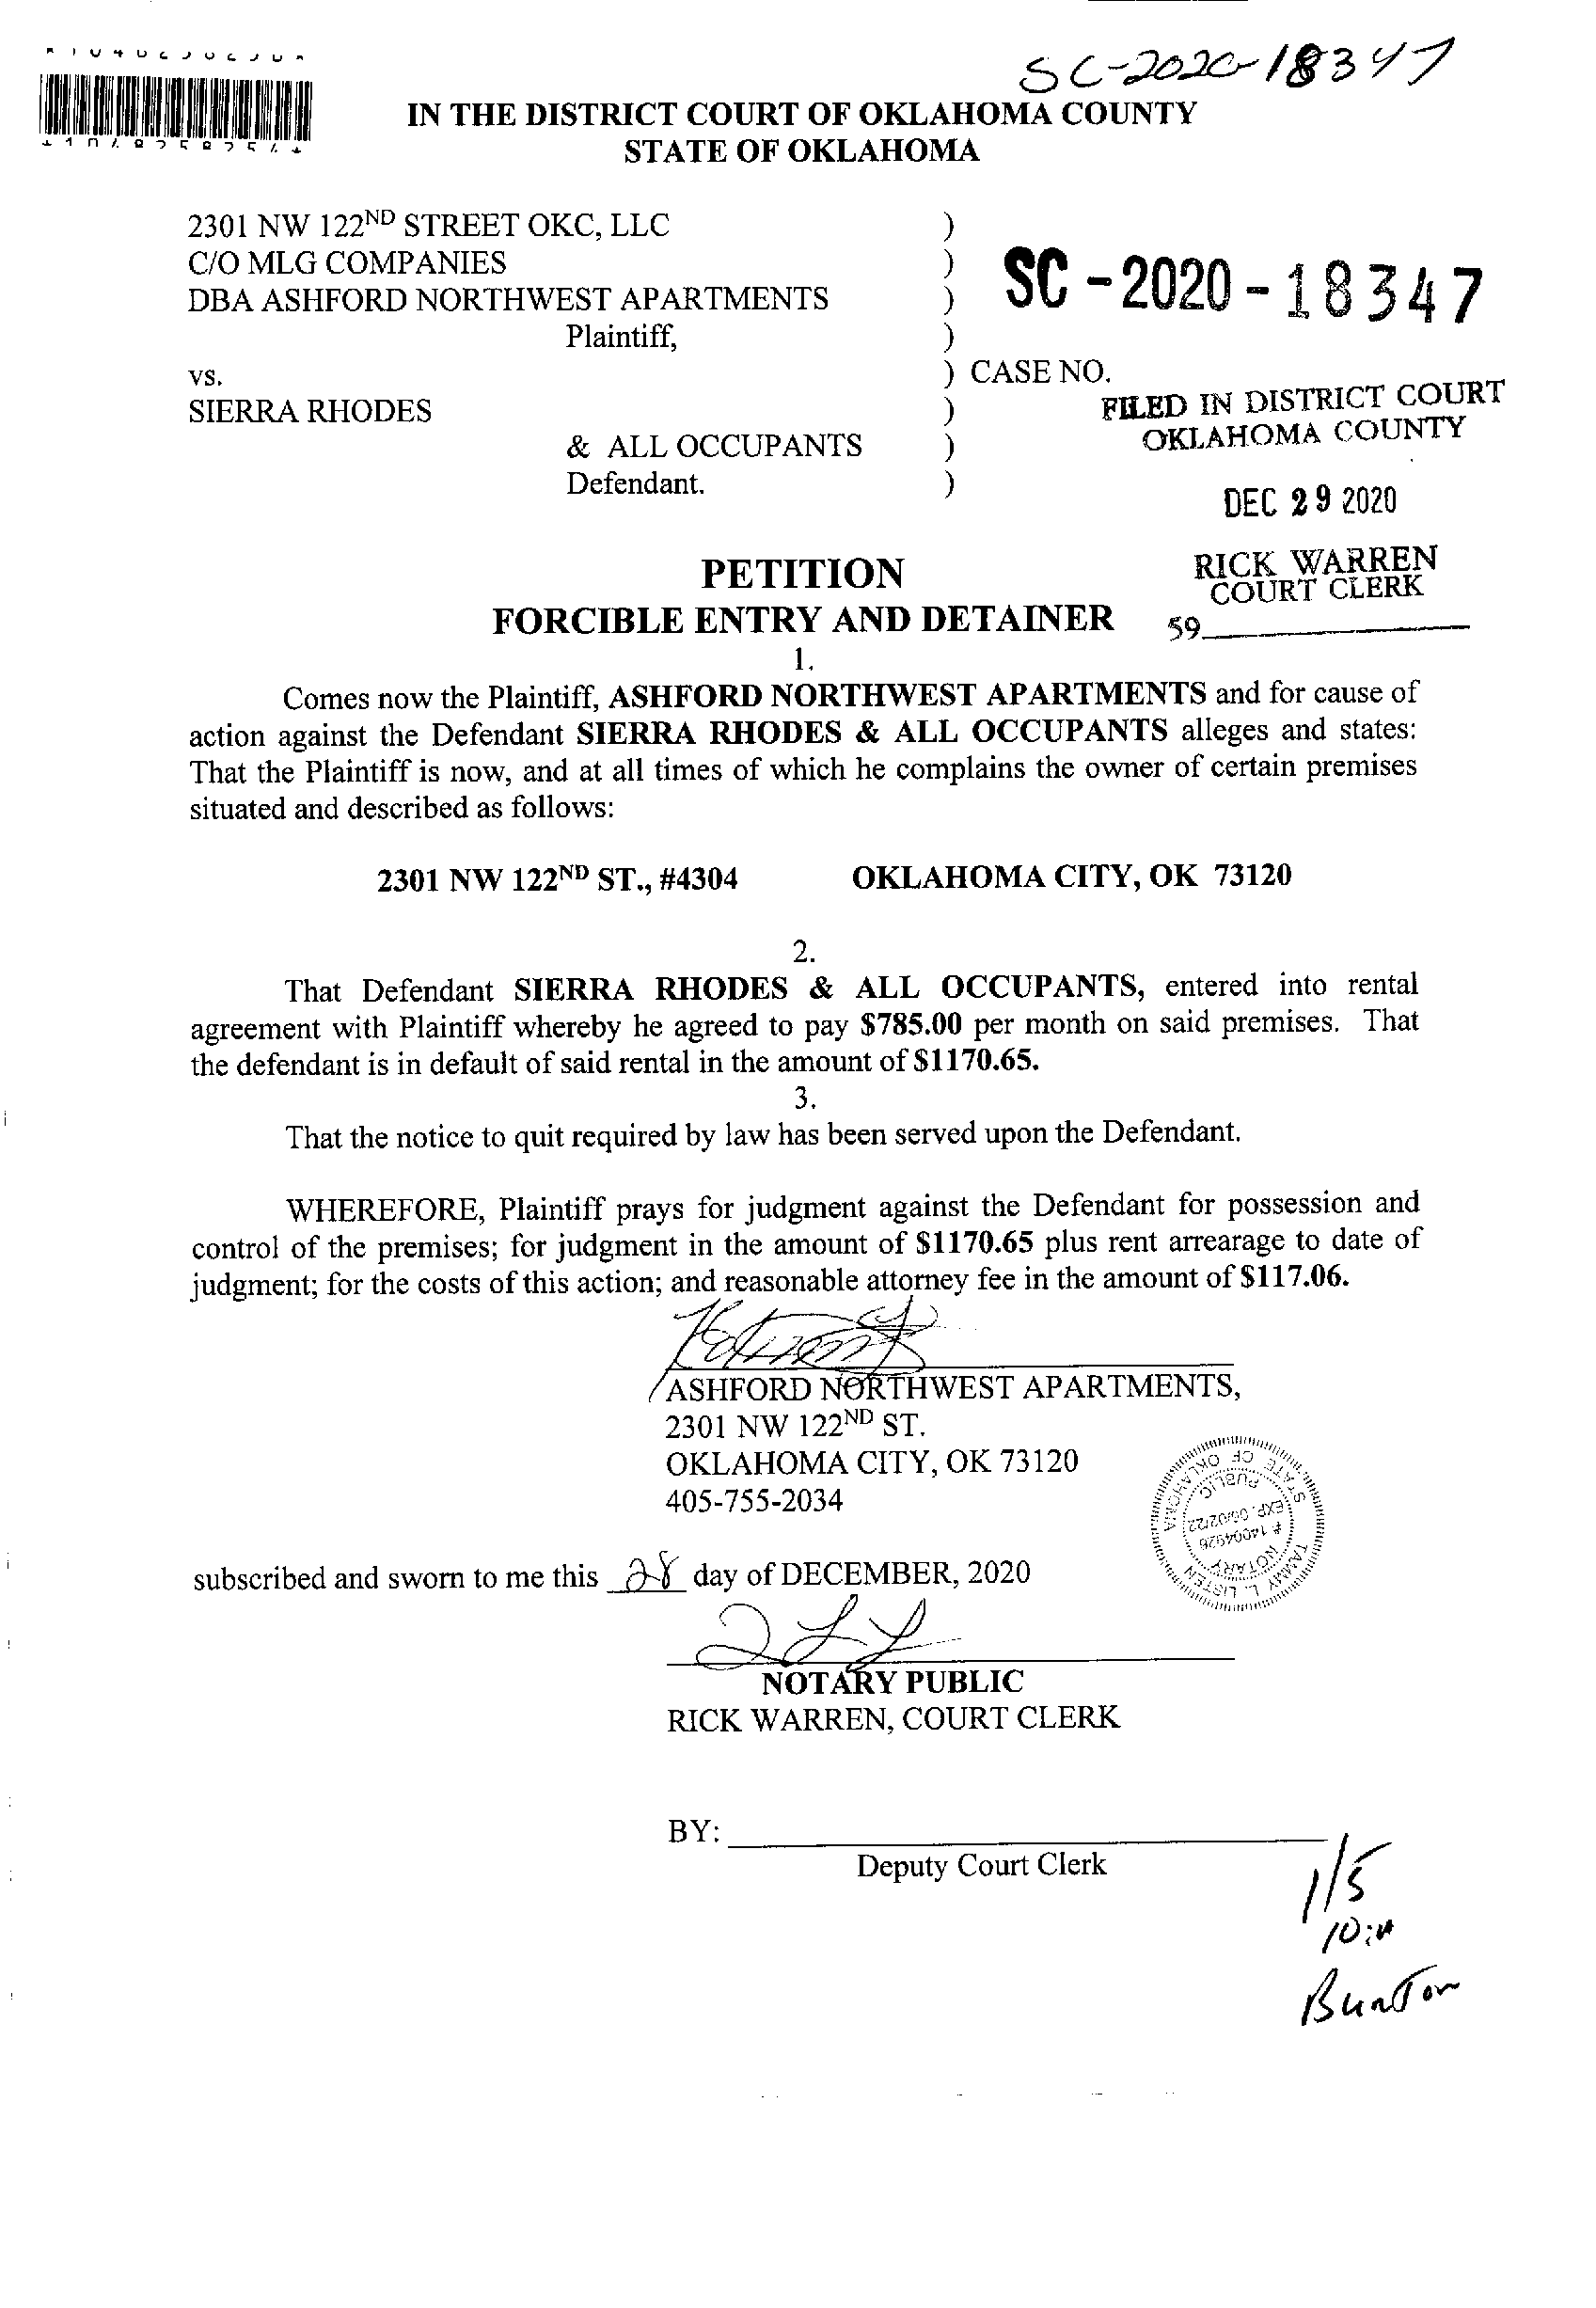 SC-2020-18347
IN THE DISTRICT COURT OF OKLAHOMA COUNTY
STATE OF OKLAHOMA
2301 NW 122ND STREET OKC, LLC )
C/O MLG COMPANIES )
DBA ASHFORD NORTHWEST APARTMENTS ) SC-2020-18347
Plaintiff, )
vs. ) CASE NO.
SIERRA RHODES ) FILED IN DISTRICT COURT
OKLAHOMA COUNTY
& ALL OCCUPANTS )
Defendant. )
DEC 29 2020
RICK WARREN
COURT CLERK
59
PETITION
FORCIBLE ENTRY AND DETAINER
1.
Comes now the Plaintiff, ASHFORD NORTHWEST APARTMENTS and for cause of
action against the Defendant SIERRA RHODES & ALL OCCUPANTS alleges and states:
That the Plaintiff is now, and at all times of which he complains the owner of certain premises
situated and described as follows:
2301 NW 122ND ST., #4304 OKLAHOMA CITY, OK 73120
2.
That Defendant SIERRA RHODES & ALL OCCUPANTS, entered into rental
agreement with Plaintiff whereby he agreed to pay $785.00 per month on said premises. That
the defendant is in default of said rental in the amount of $1170.65.
3.
That the notice to quit required by law has been served upon the Defendant.
WHEREFORE, Plaintiff prays for judgment against the Defendant for possession and
control of the premises; for judgment in the amount of $1170.65 plus rent arrearage to date of
judgment; for the costs of this action; and reasonable attorney fee in the amount of $117.06.
ASHFORD NORTHWEST APARTMENTS,
2301 NW 122ND ST.
OKLAHOMA CITY, OK 73120
405-755-2034
TAMMY L. LISTEN
NOTARY
# 14004926
EXP. 06/02/22
PUBLIC
STATE OF OKLAHOMA
subscribed and sworn to me this 28 day of DECEMBER, 2020
NOTARY PUBLIC
RICK WARREN, COURT CLERK
BY:
Deputy Court Clerk
1/5
Bunton